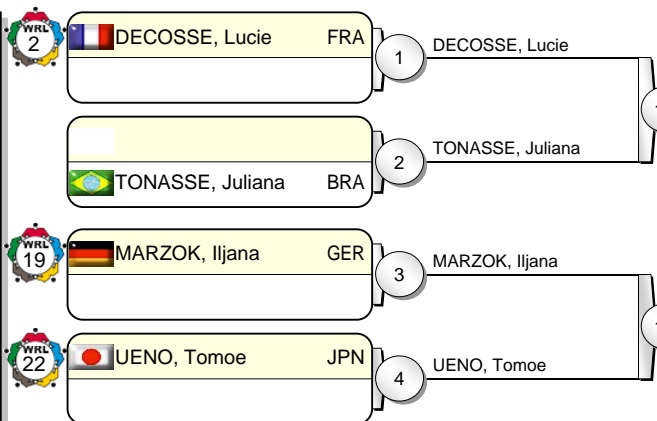 WRL
2
DECOSSE, Lucie FRA
1
DECOSSE, Lucie
TONASSE, Juliana BRA
2
TONASSE, Juliana
WRL
19
MARZOK, Iljana GER
3
MARZOK, Iljana
WRL
22
UENO, Tomoe JPN
4
UENO, Tomoe